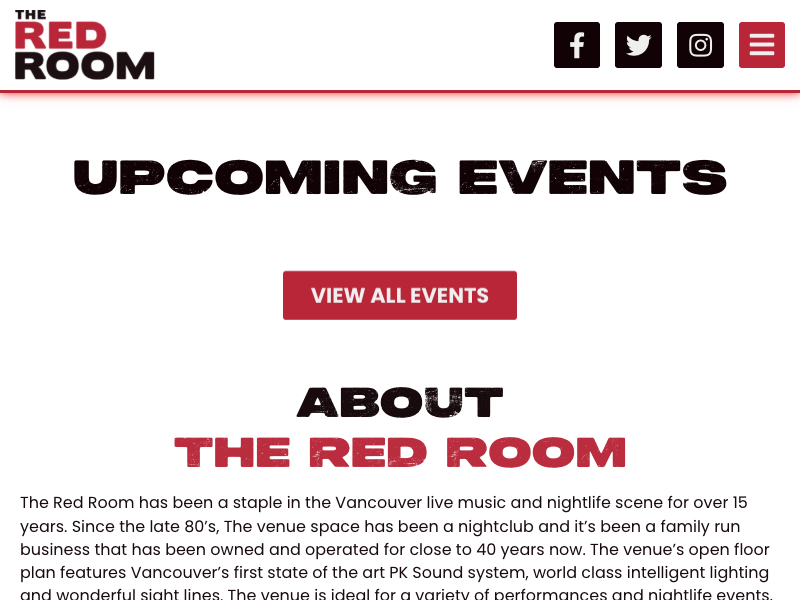 THE
RED
ROOM
UPCOMING EVENTS
VIEW ALL EVENTS
ABOUT
THE RED ROOM
The Red Room has been a staple in the Vancouver live music and nightlife scene for over 15
years. Since the late 80’s, The venue space has been a nightclub and it’s been a family run
business that has been owned and operated for close to 40 years now. The venue’s open floor
plan features Vancouver’s first state of the art PK Sound system, world class intelligent lighting
and wonderful sight lines. The venue is ideal for a variety of performances and nightlife events.